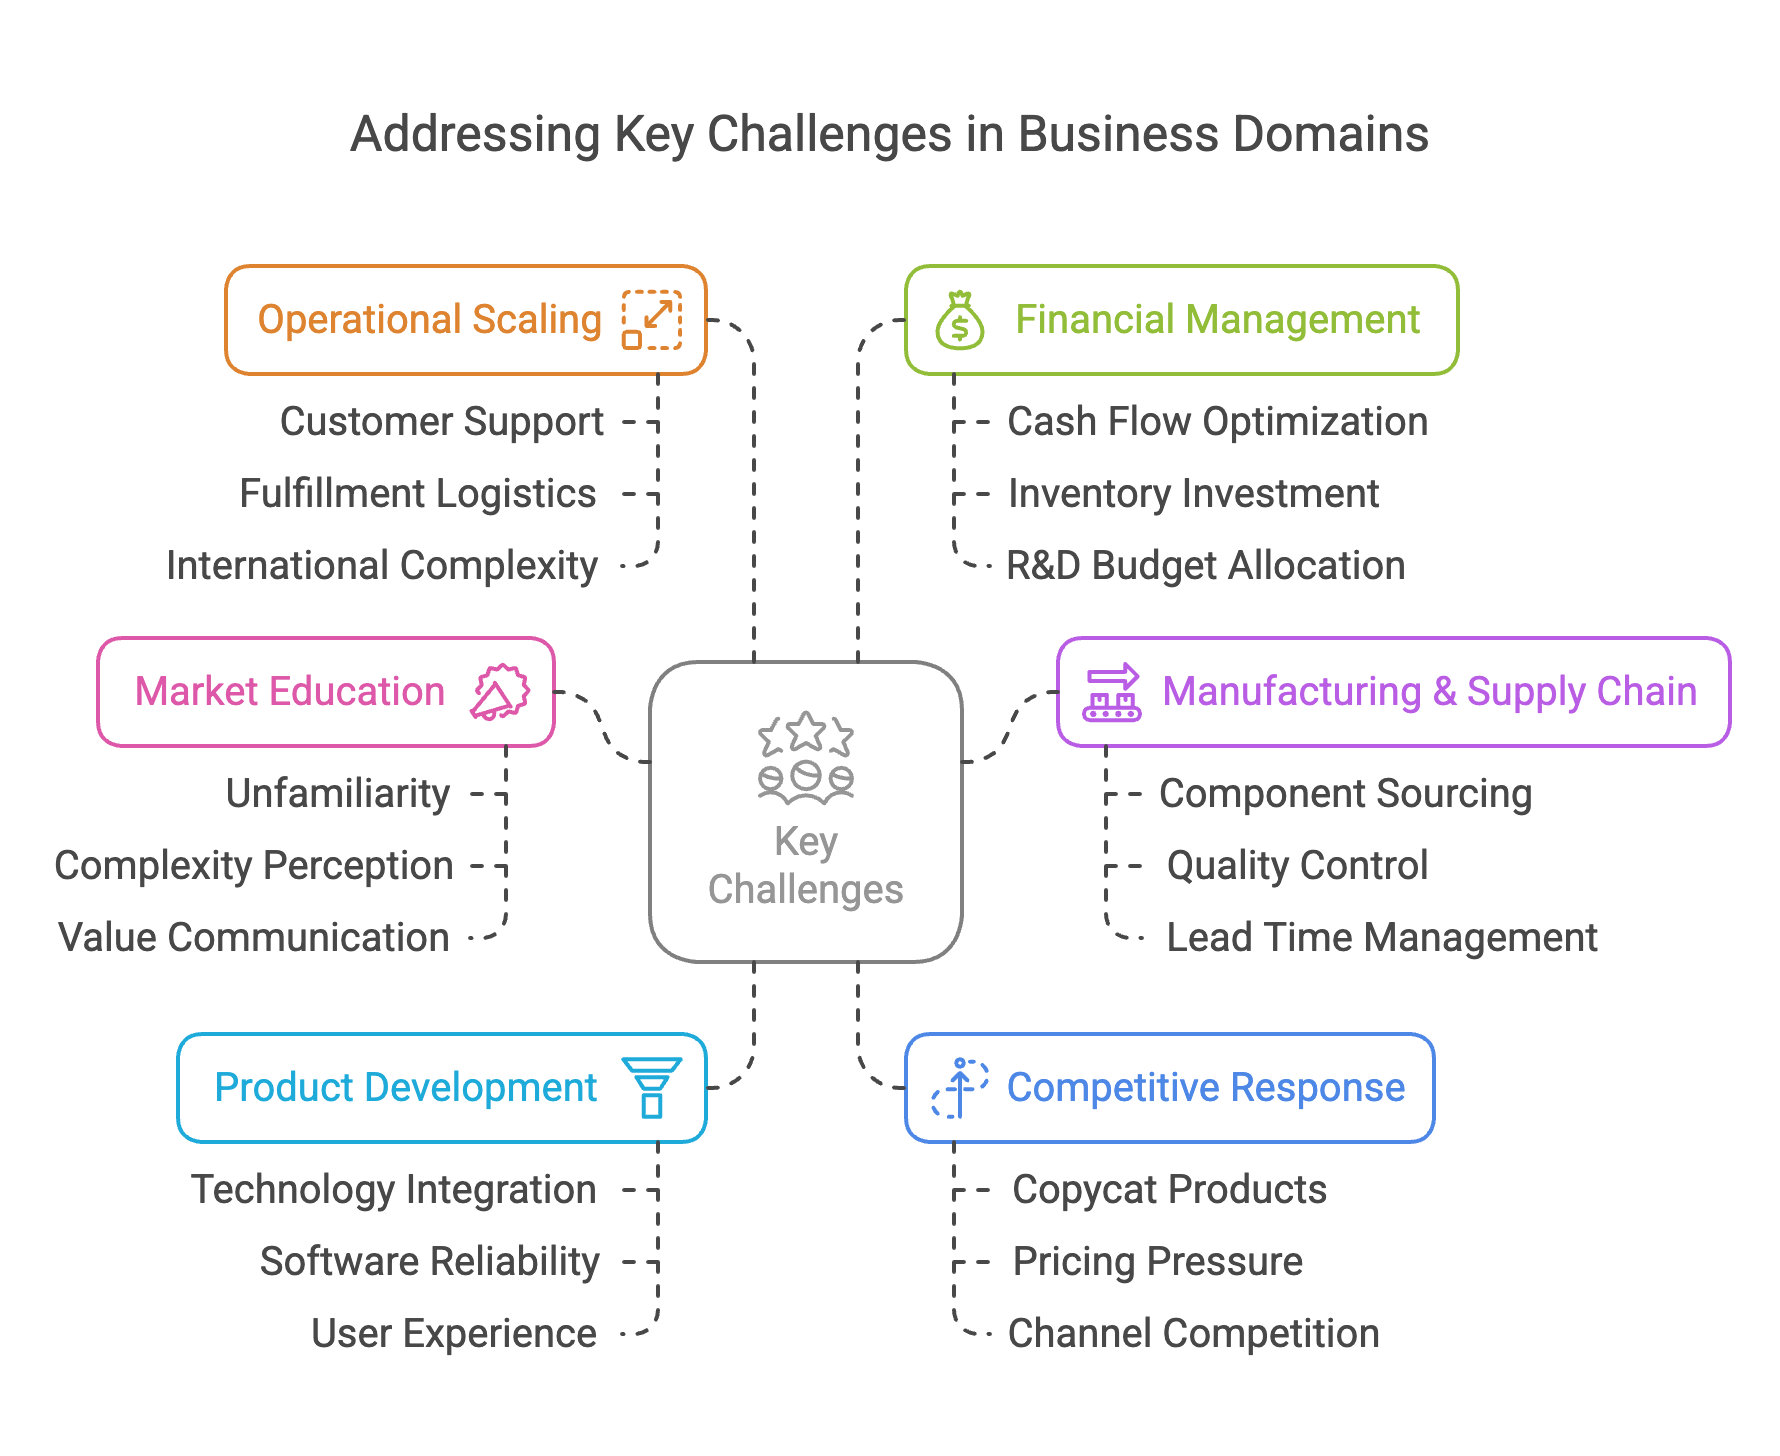 Addressing Key Challenges in Business Domains
Operational Scaling
Customer Support
Fulfillment Logistics
International Complexity
Financial Management
Cash Flow Optimization
Inventory Investment
R&D Budget Allocation
Market Education
Unfamiliarity
Complexity Perception
Value Communication
Key
Challenges
Manufacturing & Supply Chain
Component Sourcing
Quality Control
Lead Time Management
Product Development
Technology Integration
Software Reliability
User Experience
Competitive Response
Copycat Products
Pricing Pressure
Channel Competition